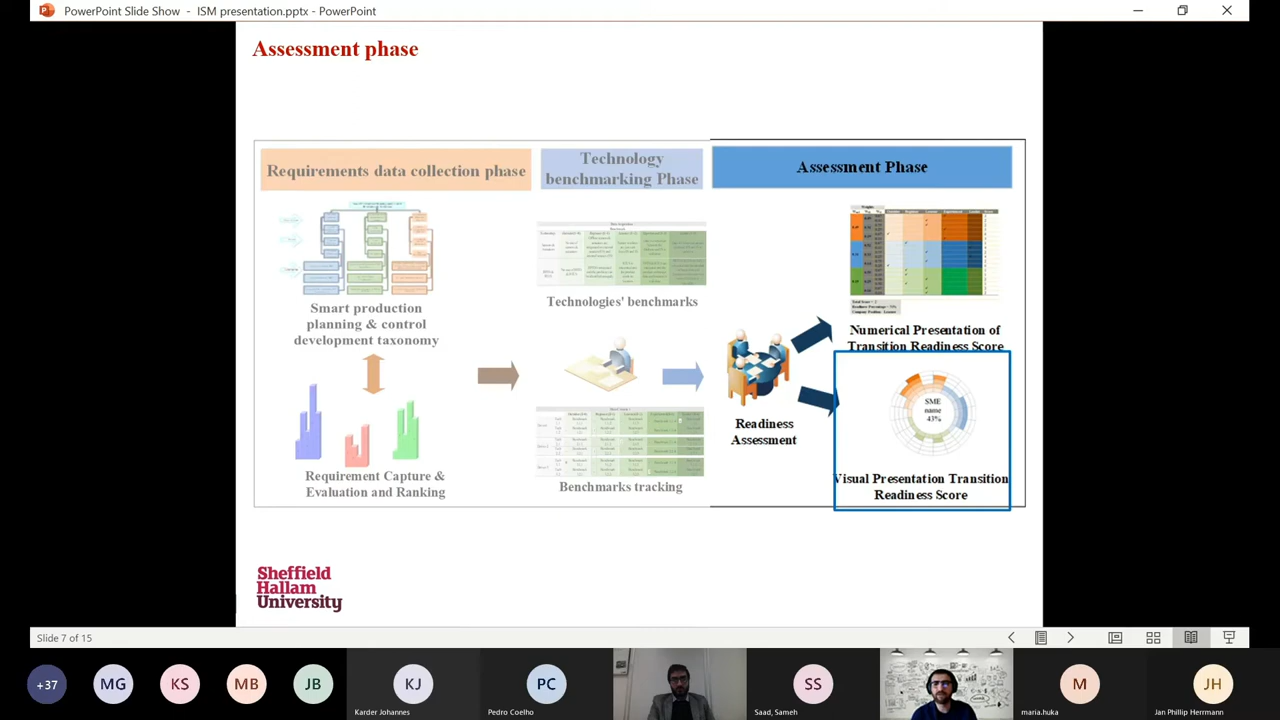 PowerPoint Slide Show - ISM presentation.pptx - PowerPoint
Assessment phase
Requirements data collection phase
Technology
benchmarking Phase
Assessment Phase
Smart production
planning & control
development taxonomy
Requirement Capture &
Evaluation and Ranking
Technologies' benchmarks
Benchmarks tracking
Readiness
Assessment
Numerical Presentation of
Transition Readiness Score
SME
name
43%
Visual Presentation Transition
Readiness Score
Sheffield
Hallam
University
Slide 7 of 15
+37
MG
KS
MB
JB
KJ
Karder Johannes
PC
Pedro Coelho
SS
Saad, Sameh
M
maria.huka
JH
Jan Phillip Hermann